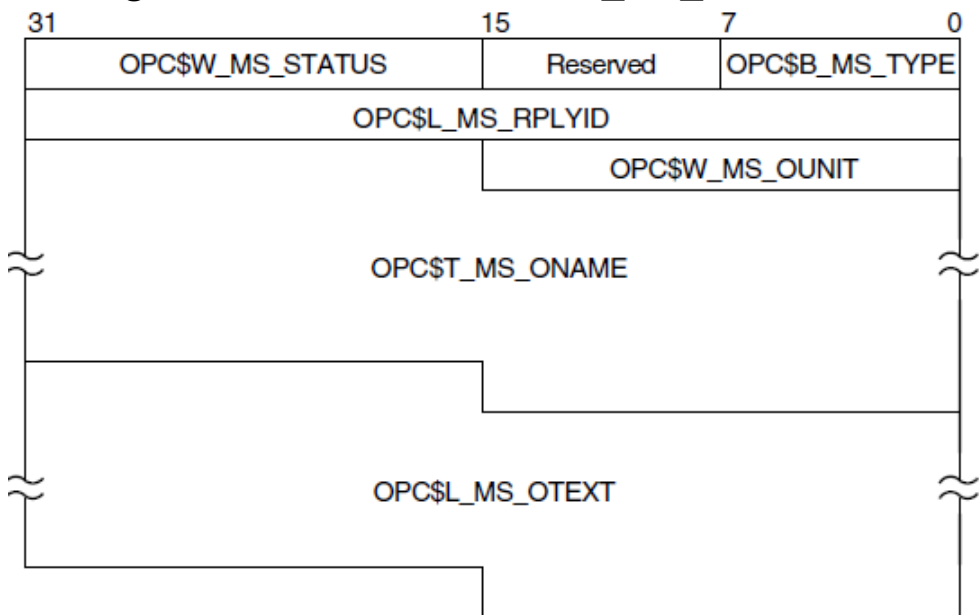 31 15 7 0
OPC$W_MS_STATUS Reserved OPC$B_MS_TYPE
OPC$L_MS_RPLYID
OPC$W_MS_OUNIT
OPC$T_MS_ONAME
OPC$L_MS_OTEXT